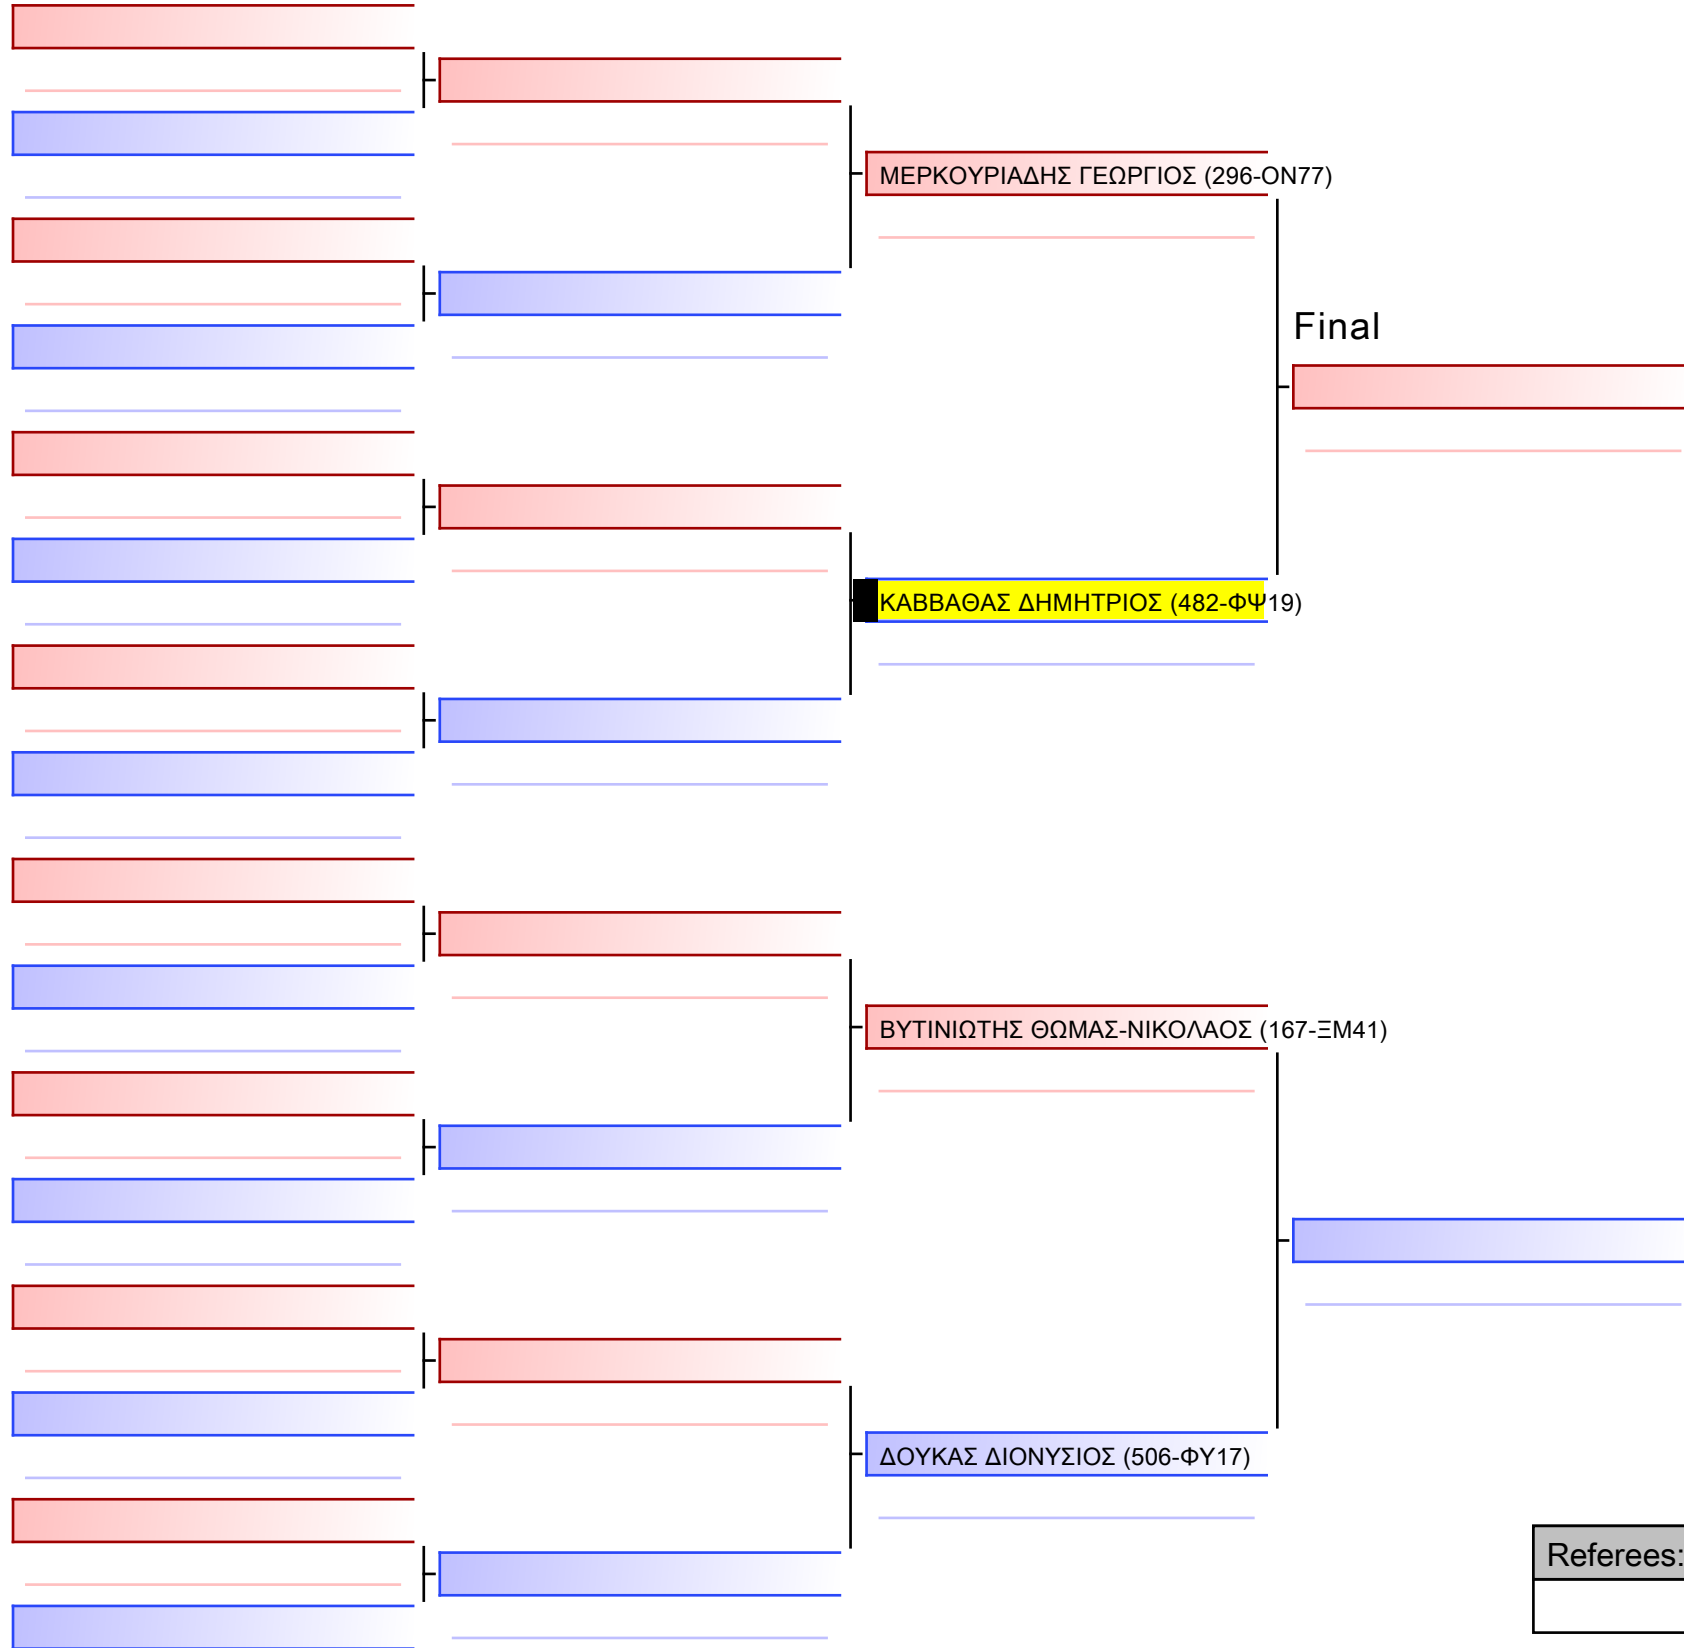 ΜΕΡΚΟΥΡΙΑΔΗΣ ΓΕΩΡΓΙΟΣ (296-ΟΝ77)
Final
ΚΑΒΒΑΘΑΣ ΔΗΜΗΤΡΙΟΣ (482-ΦΨ19)
ΒΥΤΙΝΙΩΤΗΣ ΘΩΜΑΣ-ΝΙΚΟΛΑΟΣ (167-ΞΜ41)
ΔΟΥΚΑΣ ΔΙΟΝΥΣΙΟΣ (506-ΦΥ17)
Referees: